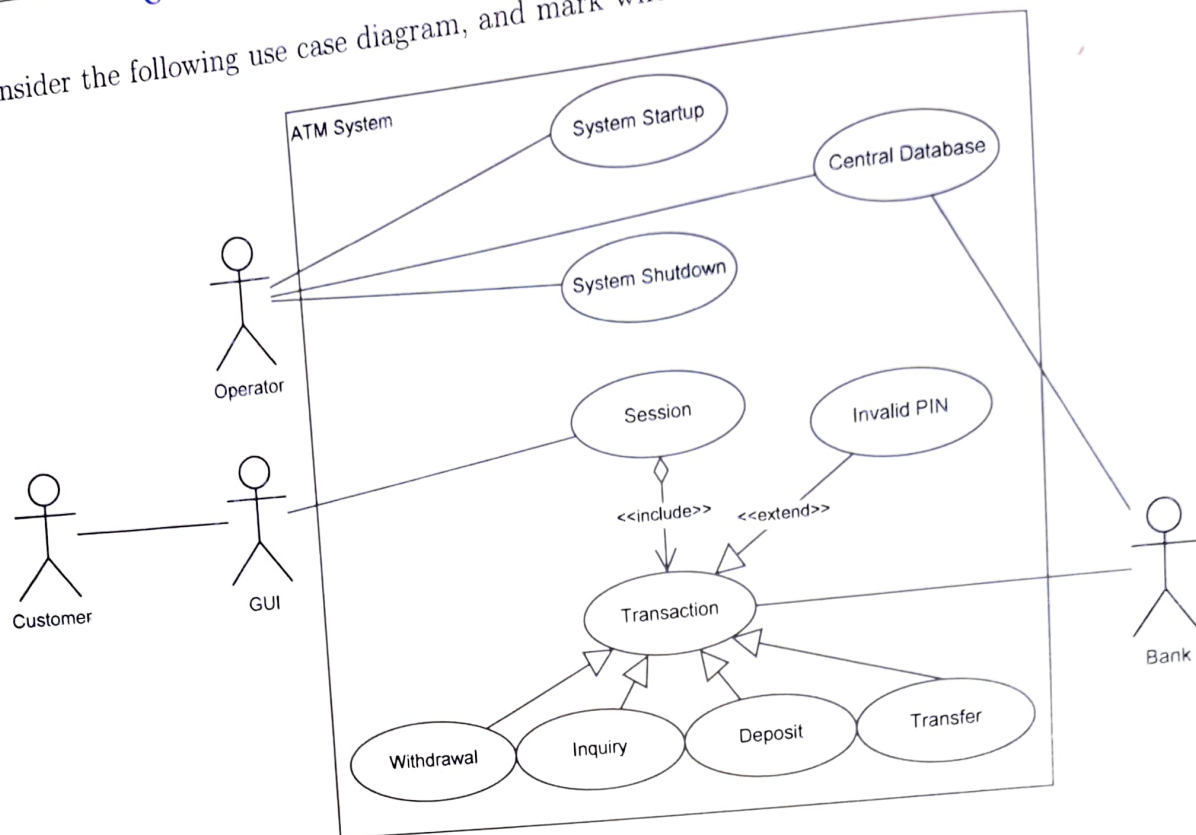 nsider the following use case diagram, and mark
ATM System
System Startup
Central Database
System Shutdown
Operator
Session
Invalid PIN
<<include>>
<<extend>>
Customer
GUI
Transaction
Bank
Withdrawal
Inquiry
Deposit
Transfer